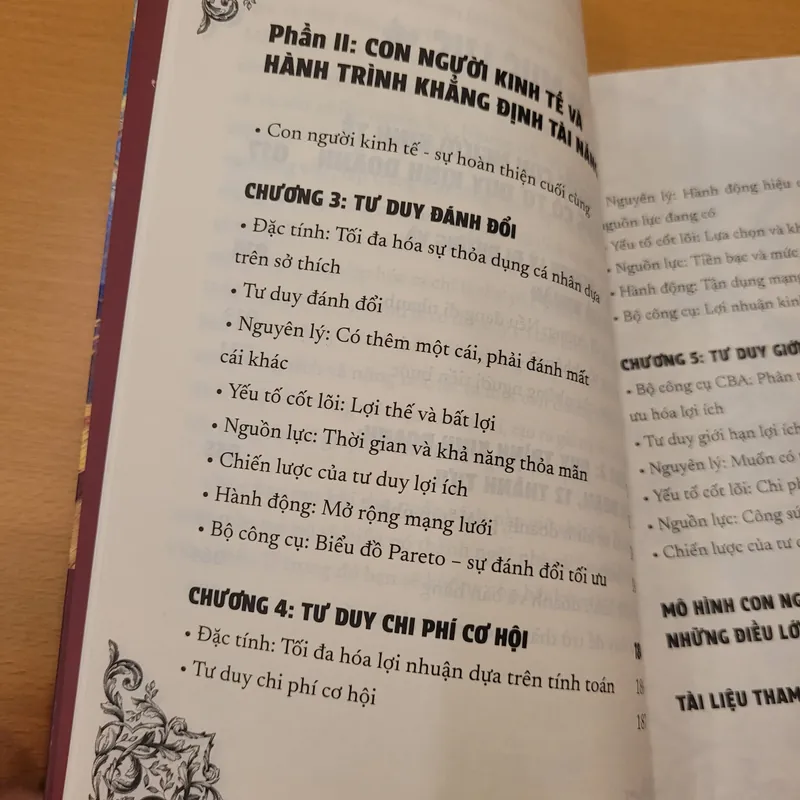 Phần II: CON NGƯỜI KINH TẾ VÀ
HÀNH TRÌNH KHẲNG ĐỊNH TÀI NĂNG
• Con người kinh tế - sự hoàn thiện cuối cùng
CHƯƠNG 3: TƯ DUY ĐÁNH ĐỔI
• Đặc tính: Tối đa hóa sự thỏa dụng cá nhân dựa
trên sở thích
• Tư duy đánh đổi
• Nguyên lý: Có thêm một cái, phải đánh mất
cái khác
• Yếu tố cốt lõi: Lợi thế và bất lợi
• Nguồn lực: Thời gian và khả năng thỏa mãn
• Chiến lược của tư duy lợi ích
• Hành động: Mở rộng mạng lưới
• Bộ công cụ: Biểu đồ Pareto – sự đánh đổi tối ưu
CHƯƠNG 4: TƯ DUY CHI PHÍ CƠ HỘI
• Đặc tính: Tối đa hóa lợi nhuận dựa trên tính toán
• Tư duy chi phí cơ hội
Nguyên lý: Hành động hiệu
nguồn lực đang có
• Yếu tố cốt lõi: Lựa chọn và
• Nguồn lực: Tiền bạc và mức
• Hành động: Tận dụng mạng
• Bộ công cụ: Lợi nhuận
CHƯƠNG 5: TƯ DUY
• Bộ công cụ CBA: Phân
ưu hóa lợi ích
• Tư duy giới hạn lợi ích
• Nguyên lý: Muốn có
• Yếu tố cốt lõi: Chi
• Nguồn lực: Công
• Chiến lược của tư
MÔ HÌNH CON
NHỮNG ĐIỀU
TÀI LIỆU THAM